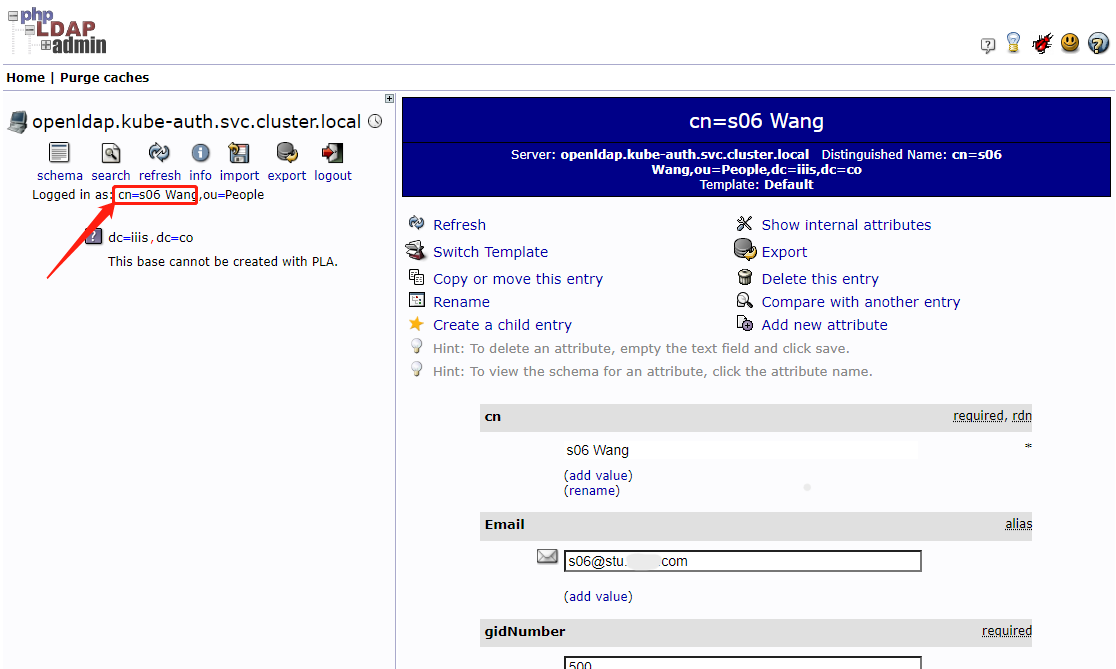 php
LDAP
admin
Home | Purge caches
openldap.kube-auth.svc.cluster.local
schema search refresh info import export logout
Logged in as: cn=s06 Wang,ou=People
dc=iiis,dc=co
This base cannot be created with PLA.
cn=s06 Wang
Server: openldap.kube-auth.svc.cluster.local Distinguished Name: cn=s06
Wang,ou=People,dc=iiis,dc=co
Template: Default
Refresh
Show internal attributes
Switch Template
Export
Copy or move this entry
Delete this entry
Rename
Compare with another entry
Create a child entry
Add new attribute
Hint: To delete an attribute, empty the text field and click save.
Hint: To view the schema for an attribute, click the attribute name.
cn required, rdn
s06 Wang *
(add value)
(rename)
Email alias
s06@stu. .com
(add value)
gidNumber required
500